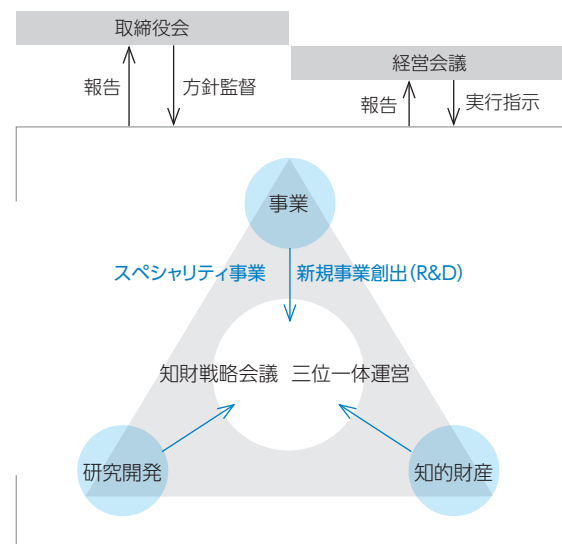 取締役会
経営会議
報告
方針監督
報告
実行指示
事業
スペシャリティ事業
新規事業創出(R&D)
知財戦略会議 三位一体運営
研究開発
知的財産